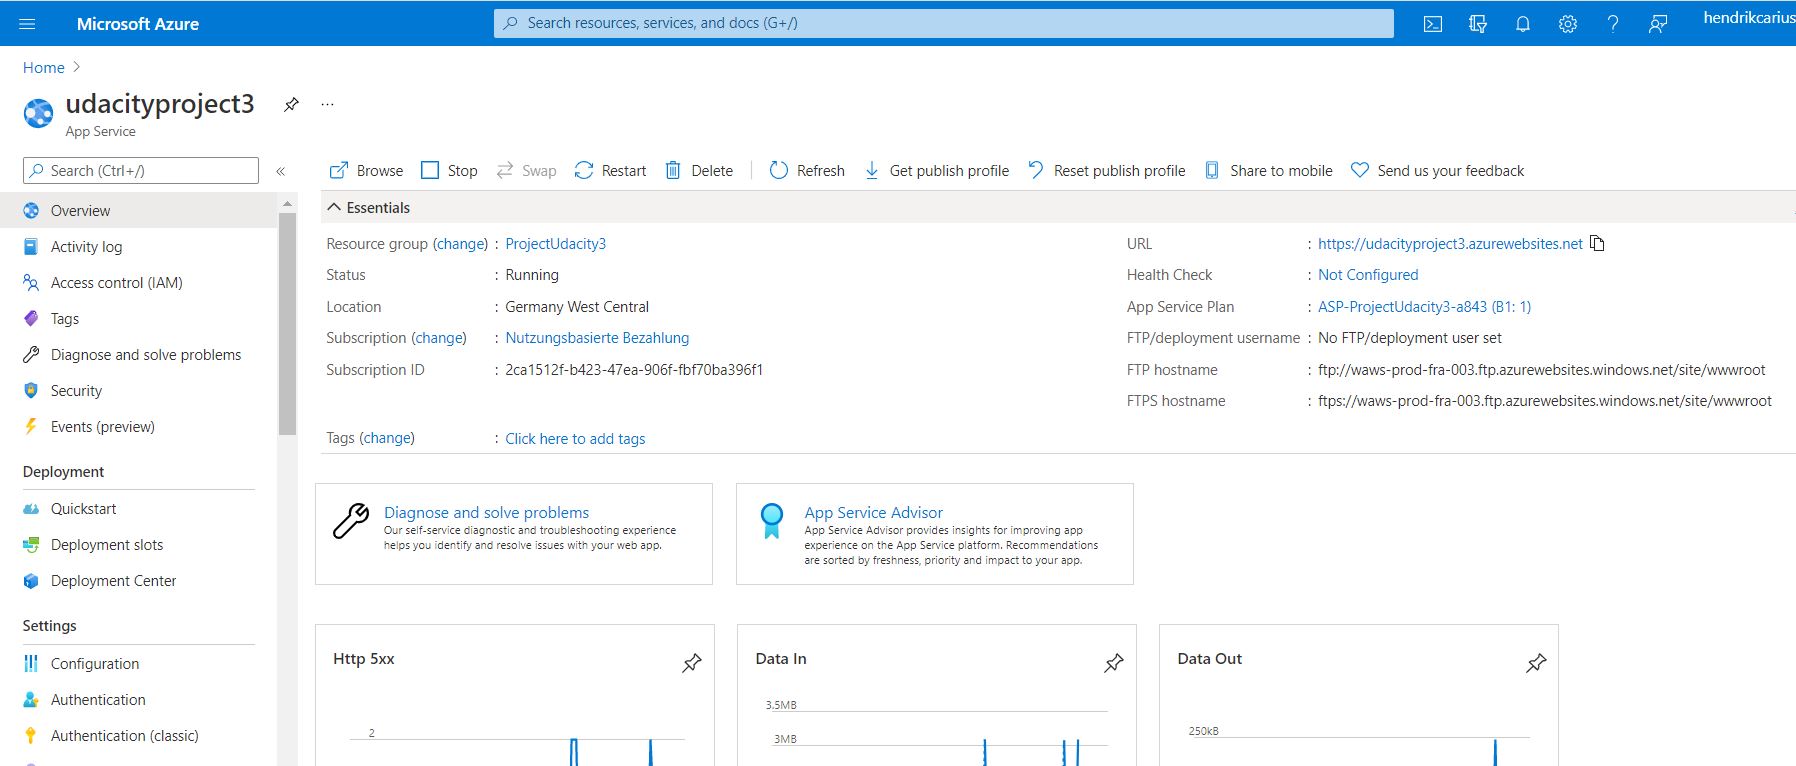 Microsoft Azure
Search resources, services, and docs (G+/)
hendrikcarius
Home >
udacityproject3
...
App Service
Search (Ctrl+/)
«
Browse
Stop
Swap
Restart
Delete
Refresh
Get publish profile
Reset publish profile
Share to mobile
Send us your feedback
Overview
Activity log
Access control (IAM)
Tags
Diagnose and solve problems
Security
Events (preview)
Deployment
Quickstart
Deployment slots
Deployment Center
Settings
Configuration
Authentication
Authentication (classic)
Essentials
Resource group (change) : ProjectUdacity3
Status : Running
Location : Germany West Central
Subscription (change) : Nutzungsbasierte Bezahlung
Subscription ID : 2ca1512f-b423-47ea-906f-fbf70ba396f1
Tags (change) : Click here to add tags
URL : https://udacityproject3.azurewebsites.net
Health Check : Not Configured
App Service Plan : ASP-ProjectUdacity3-a843 (B1: 1)
FTP/deployment username : No FTP/deployment user set
FTP hostname : ftp://waws-prod-fra-003.ftp.azurewebsites.windows.net/site/wwwroot
FTPS hostname : ftps://waws-prod-fra-003.ftp.azurewebsites.windows.net/site/wwwroot
Diagnose and solve problems
Our self-service diagnostic and troubleshooting experience
helps you identify and resolve issues with your web app.
App Service Advisor
App Service Advisor provides insights for improving app
experience on the App Service platform. Recommendations
are sorted by freshness, priority and impact to your app.
Http 5xx
2
Data In
3.5MB
3MB
Data Out
250kB